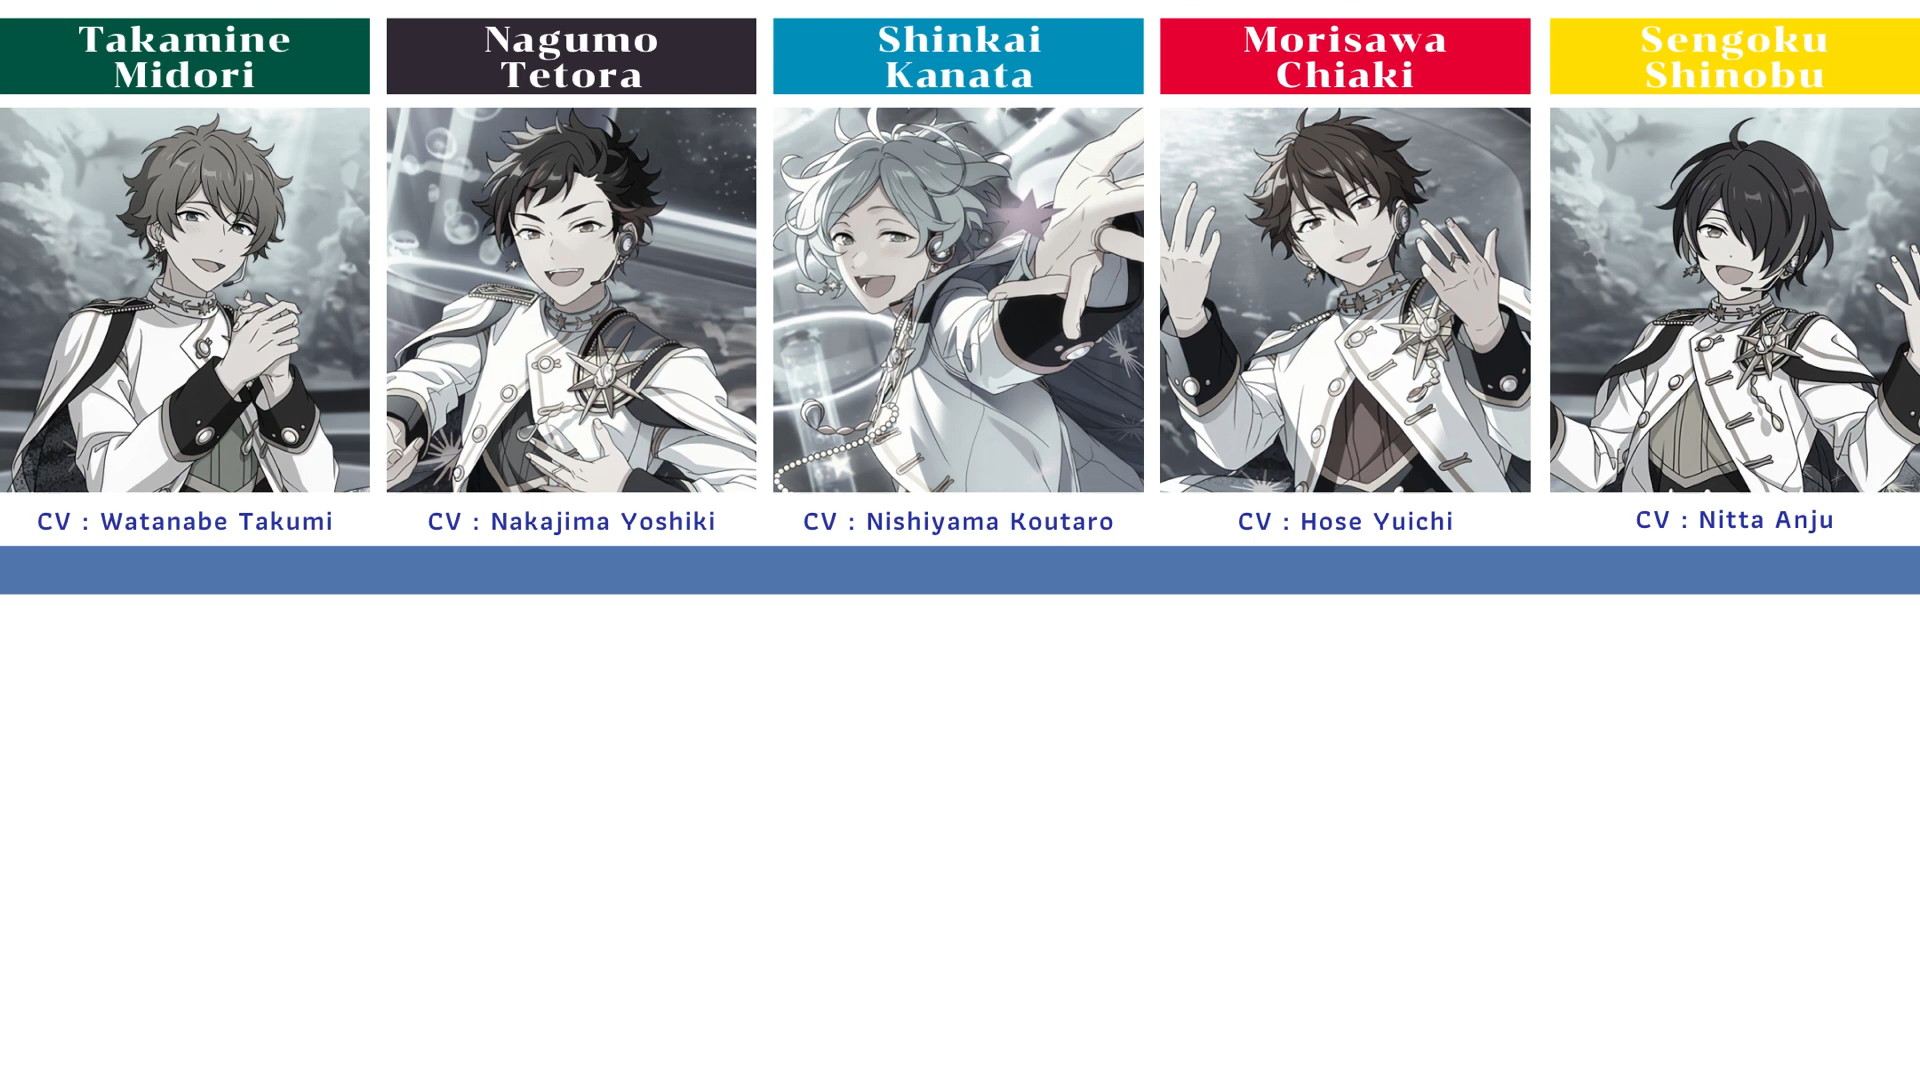 Takamine
Midori
Nagumo
Tetora
Shinkai
Kanata
Morisawa
Chiaki
Sengoku
Shinobu
CV : Watanabe Takumi
CV : Nakajima Yoshiki
CV : Nishiyama Koutaro
CV : Hose Yuichi
CV : Nitta Anju